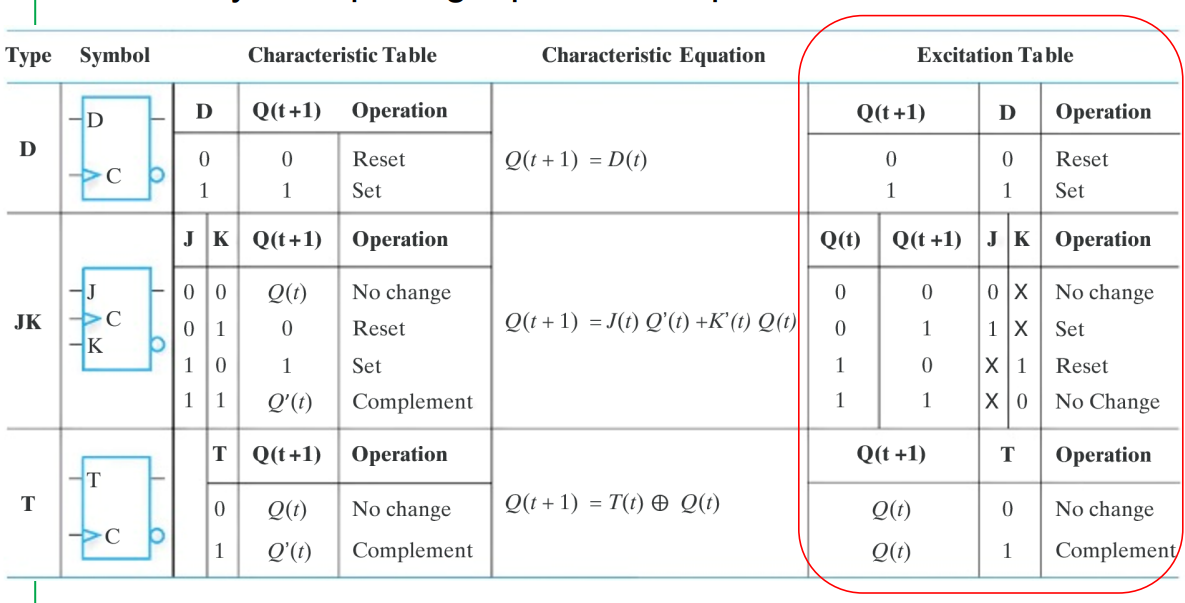 Type Symbol Characteristic Table Characteristic Equation Excitation Table
D
D
C
D Q(t+1) Operation
0 0 Reset
1 1 Set
Q(t + 1) = D(t)
Q(t+1) D Operation
0 0 Reset
1 1 Set
JK
J
C
K
J K Q(t+1) Operation
0 0 Q(t) No change
0 1 0 Reset
1 0 1 Set
1 1 Q'(t) Complement
Q(t + 1) = J(t) Q'(t) +K'(t) Q(t)
Q(t) Q(t +1) J K Operation
0 0 0 X No change
0 1 1 X Set
1 0 X 1 Reset
1 1 X 0 No Change
T
T
C
T Q(t+1) Operation
0 Q(t) No change
1 Q'(t) Complement
Q(t + 1) = T(t) ⊕ Q(t)
Q(t +1) T Operation
Q(t) 0 No change
Q(t) 1 Complement